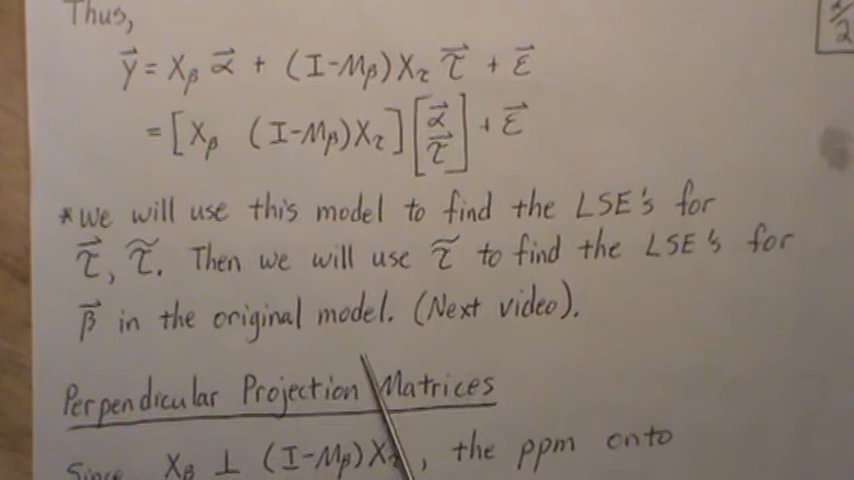 Thus,
α/2
y⃗ = X_β α⃗ + (I-M_β)X_τ τ⃗ + ε⃗
= [X_β (I-M_β)X_τ] [α⃗ τ⃗] + ε⃗
*we will use this model to find the LSE's for
τ⃗, τ̃. Then we will use τ̃ to find the LSE's for
β⃗ in the original model. (Next video).
Perpendicular Projection Matrices
Since X_β ⊥ (I-M_β)X_τ, the ppm onto